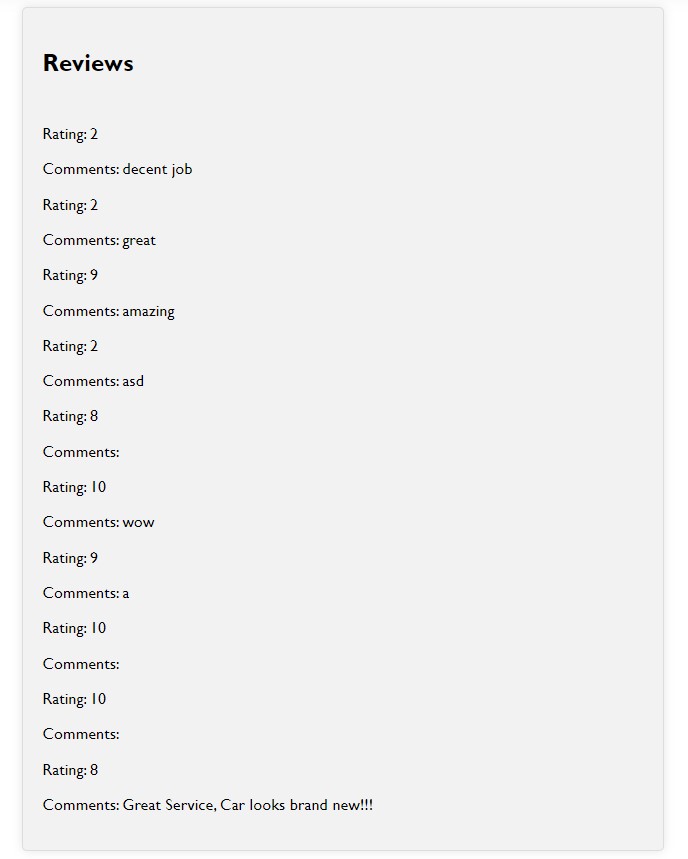 Reviews
Rating: 2
Comments: decent job
Rating: 2
Comments: great
Rating: 9
Comments: amazing
Rating: 2
Comments: asd
Rating: 8
Comments:
Rating: 10
Comments: wow
Rating: 9
Comments: a
Rating: 10
Comments:
Rating: 10
Comments:
Rating: 8
Comments: Great Service, Car looks brand new!!!